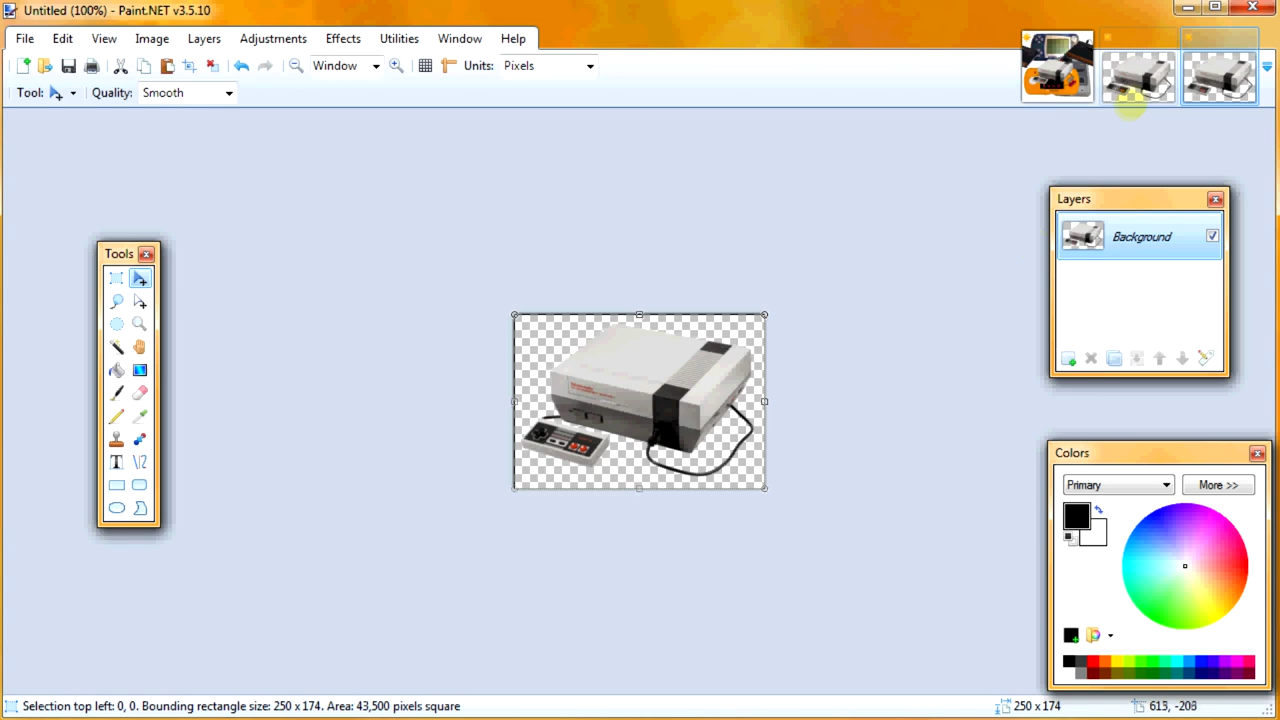 Untitled (100%) - Paint.NET v3.5.10
File Edit View Image Layers Adjustments Effects Utilities Window Help
Window Units: Pixels
Tool: Quality: Smooth
Layers
Background
Tools
Colors
Primary More >>
Selection top left: 0, 0. Bounding rectangle size: 250 x 174. Area: 43,500 pixels square
250 x 174
613, -203